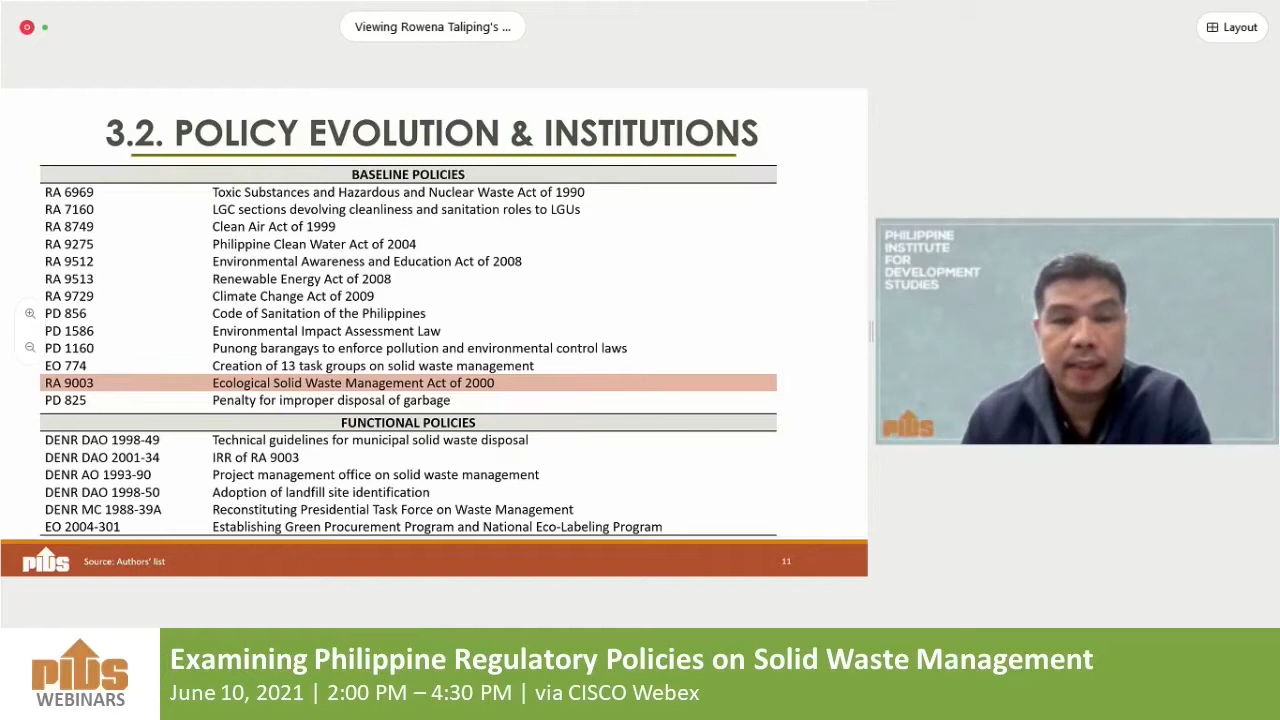 Viewing Rowena Taliping's ...
Layout
3.2. POLICY EVOLUTION & INSTITUTIONS
BASELINE POLICIES
RA 6969 Toxic Substances and Hazardous and Nuclear Waste Act of 1990
RA 7160 LGC sections devolving cleanliness and sanitation roles to LGUs
RA 8749 Clean Air Act of 1999
RA 9275 Philippine Clean Water Act of 2004
RA 9512 Environmental Awareness and Education Act of 2008
RA 9513 Renewable Energy Act of 2008
RA 9729 Climate Change Act of 2009
PD 856 Code of Sanitation of the Philippines
PD 1586 Environmental Impact Assessment Law
PD 1160 Punong barangays to enforce pollution and environmental control laws
EO 774 Creation of 13 task groups on solid waste management
RA 9003 Ecological Solid Waste Management Act of 2000
PD 825 Penalty for improper disposal of garbage
FUNCTIONAL POLICIES
DENR DAO 1998-49 Technical guidelines for municipal solid waste disposal
DENR DAO 2001-34 IRR of RA 9003
DENR AO 1993-90 Project management office on solid waste management
DENR DAO 1998-50 Adoption of landfill site identification
DENR MC 1988-39A Reconstituting Presidential Task Force on Waste Management
EO 2004-301 Establishing Green Procurement Program and National Eco-Labeling Program
PIDS
Source: Authors' list
11
PHILIPPINE
INSTITUTE
FOR
DEVELOPMENT
STUDIES
PIDS
PIDS
WEBINARS
Examining Philippine Regulatory Policies on Solid Waste Management
June 10, 2021 | 2:00 PM – 4:30 PM | via CISCO Webex